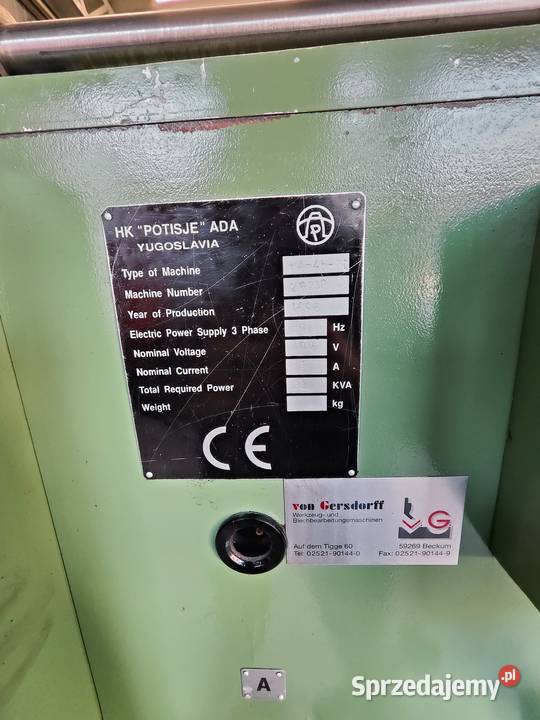 HK "POTISJE" ADA
YUGOSLAVIA
Type of Machine
Machine Number
Year of Production
Electric Power Supply 3 Phase Hz
Nominal Voltage V
Nominal Current A
Total Required Power KVA
Weight kg
CE
von Gersdorff
Werkzeug- und
Blechbearbeitungsmaschinen
VG
Auf dem Tigge 60 59269 Beckum
Tel: 02521-90144-0 Fax: 02521-90144-9
A
Sprzedajemy.pl